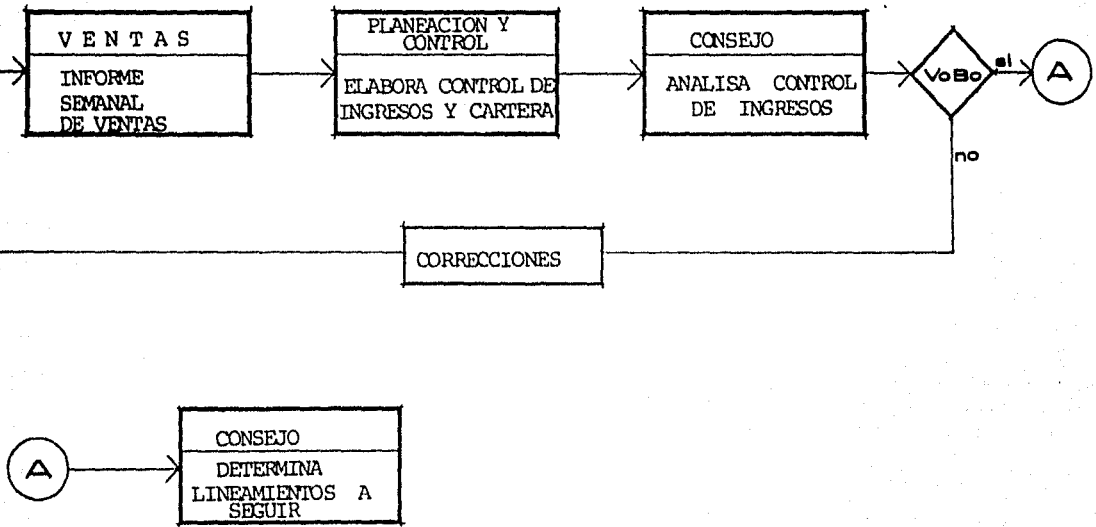 V E N T A S
INFORME
SEMANAL
DE VENTAS
PLANEACION Y
CONTROL
ELABORA CONTROL DE
INGRESOS Y CARTERA
CONSEJO
ANALISA CONTROL
DE INGRESOS
VoBo
si
A
no
CORRECCIONES
A
CONSEJO
DETERMINA
LINEAMIENTOS A
SEGUIR